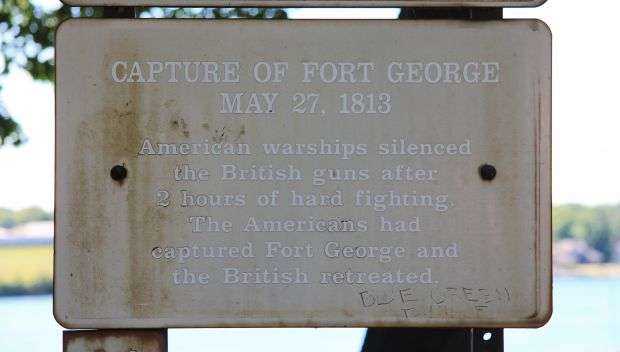 CAPTURE OF FORT GEORGE
MAY 27, 1813
American warships silenced
the British guns after
2 hours of hard fighting.
The Americans had
captured Fort George and
the British retreated.
GREEN